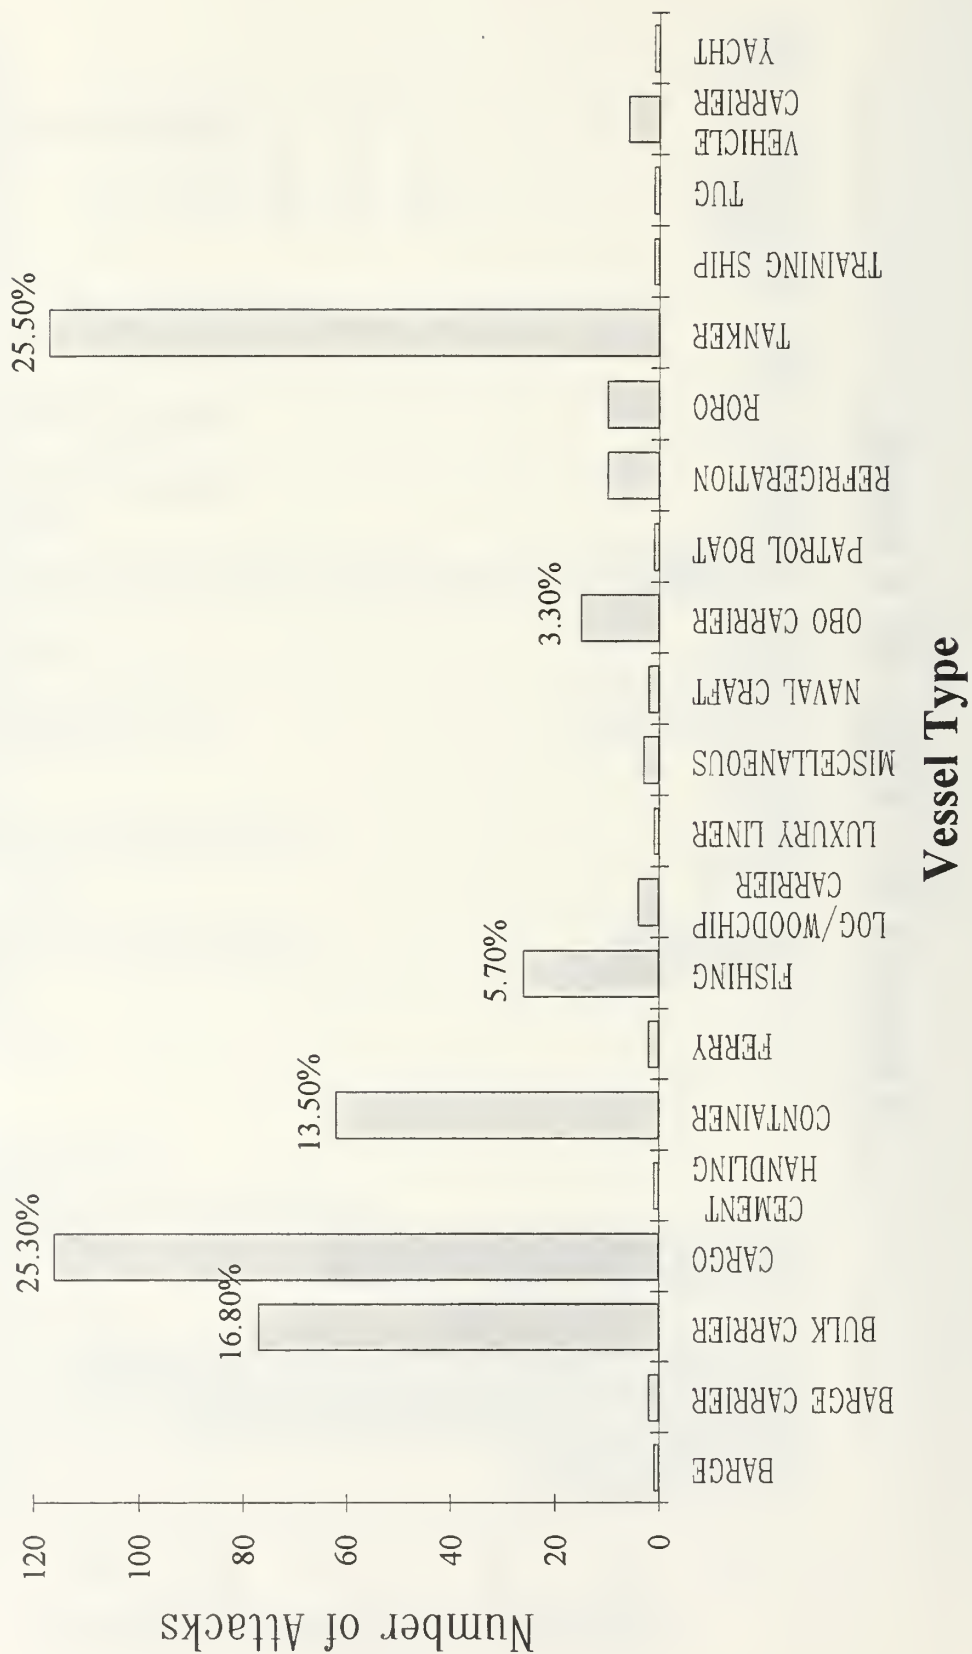 Number of Attacks
120
100
80
60
40
20
0
16.80%
25.30%
13.50%
5.70%
3.30%
25.50%
BARGE
BARGE CARRIER
BULK CARRIER
CARGO
CEMENT
HANDLING
CONTAINER
FERRY
FISHING
LOG/WOODCHIP
CARRIER
LUXURY LINER
MISCELLANEOUS
NAVAL CRAFT
OBO CARRIER
PATROL BOAT
REFRIGERATION
RORO
TANKER
TRAINING SHIP
TUG
VEHICLE
CARRIER
YACHT
Vessel Type